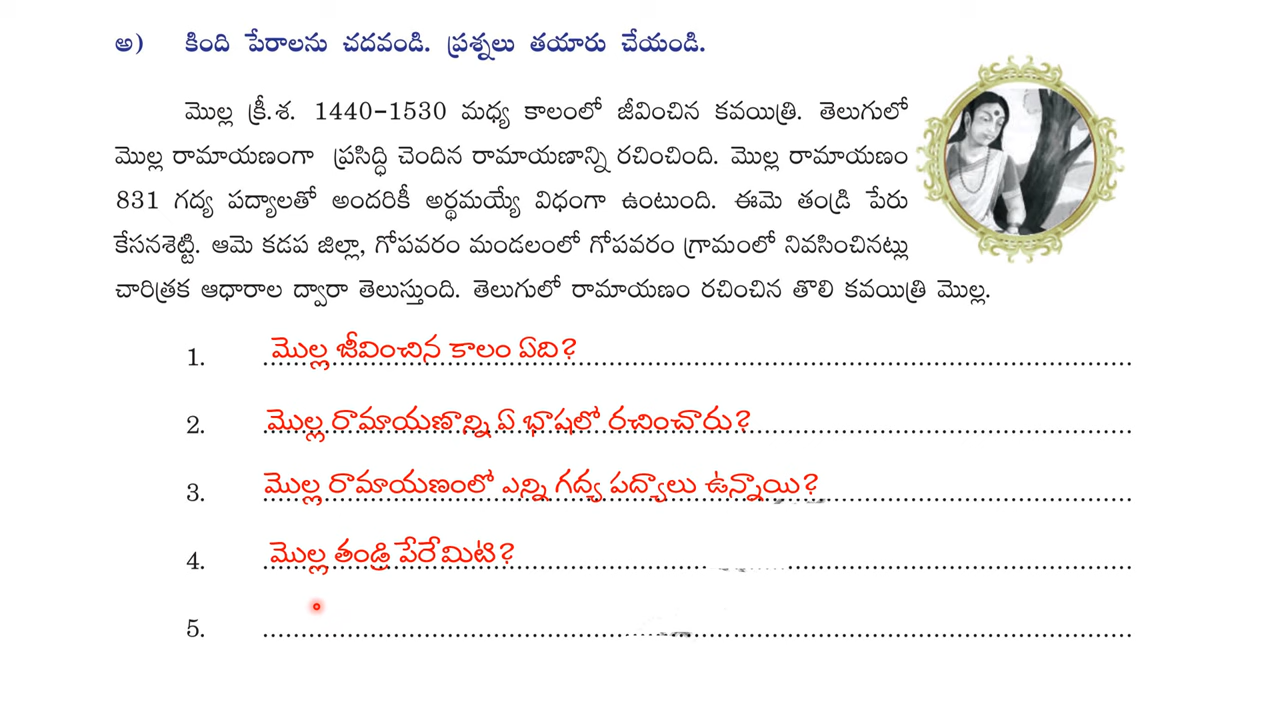 అ) కింది పేరాలను చదవండి. ప్రశ్నలు తయారు చేయండి.
మొల్ల క్రీ.శ. 1440-1530 మధ్య కాలంలో జీవించిన కవయిత్రి. తెలుగులో
మొల్ల రామాయణంగా ప్రసిద్ధి చెందిన రామాయణాన్ని రచించింది. మొల్ల రామాయణం
831 గద్య పద్యాలతో అందరికీ అర్థమయ్యే విధంగా ఉంటుంది. ఈమె తండ్రి పేరు
కేసనశెట్టి. ఆమె కడప జిల్లా, గోపవరం మండలంలో గోపవరం గ్రామంలో నివసించినట్లు
చారిత్రక ఆధారాల ద్వారా తెలుస్తుంది. తెలుగులో రామాయణం రచించిన తొలి కవయిత్రి మొల్ల.
1. మొల్ల జీవించిన కాలం ఏది?
2. మొల్ల రామాయణాన్ని ఏ భాషలో రచించారు?
3. మొల్ల రామాయణంలో ఎన్ని గద్య పద్యాలు ఉన్నాయి?
4. మొల్ల తండ్రి పేరేమిటి?
5.